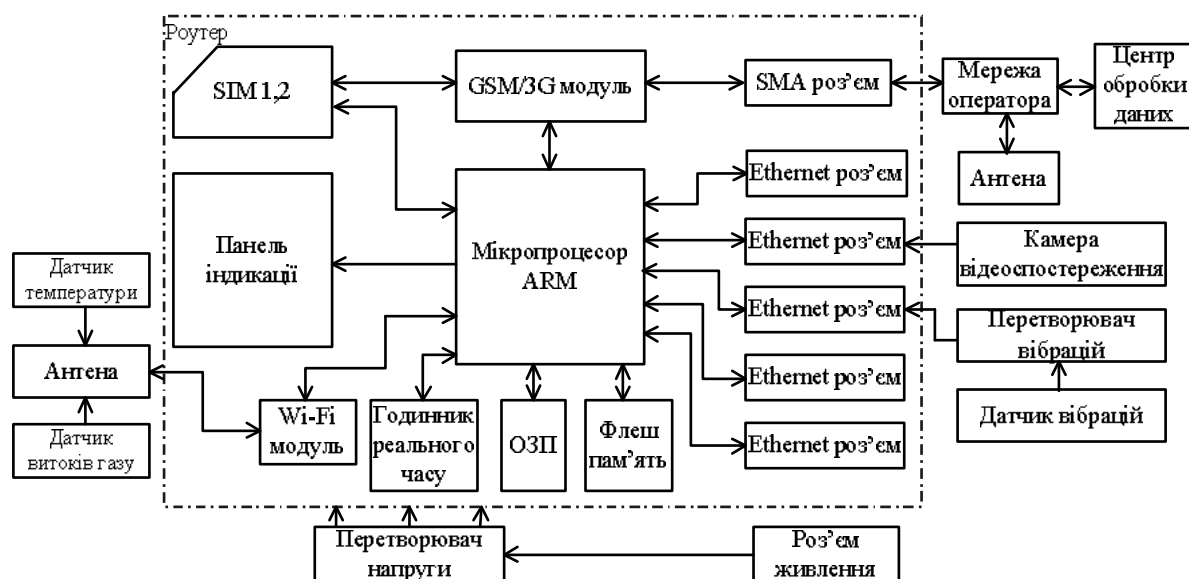 Роутер
SIM 1,2
GSM/3G модуль
SMA роз’єм
Мережа
оператора
Центр
обробки
даних
Антена
Ethernet роз’єм
Панель
індикації
Мікропроцесор
ARM
Ethernet роз’єм
Камера
відеоспостереження
Датчик
температури
Ethernet роз’єм
Перетворювач
вібрацій
Антена
Ethernet роз’єм
Датчик вібрацій
Датчик
витоків газу
Wi-Fi
модуль
Годинник
реального
часу
ОЗП
Флеш
пам’ять
Ethernet роз’єм
Перетворювач
напруги
Роз’єм
живлення